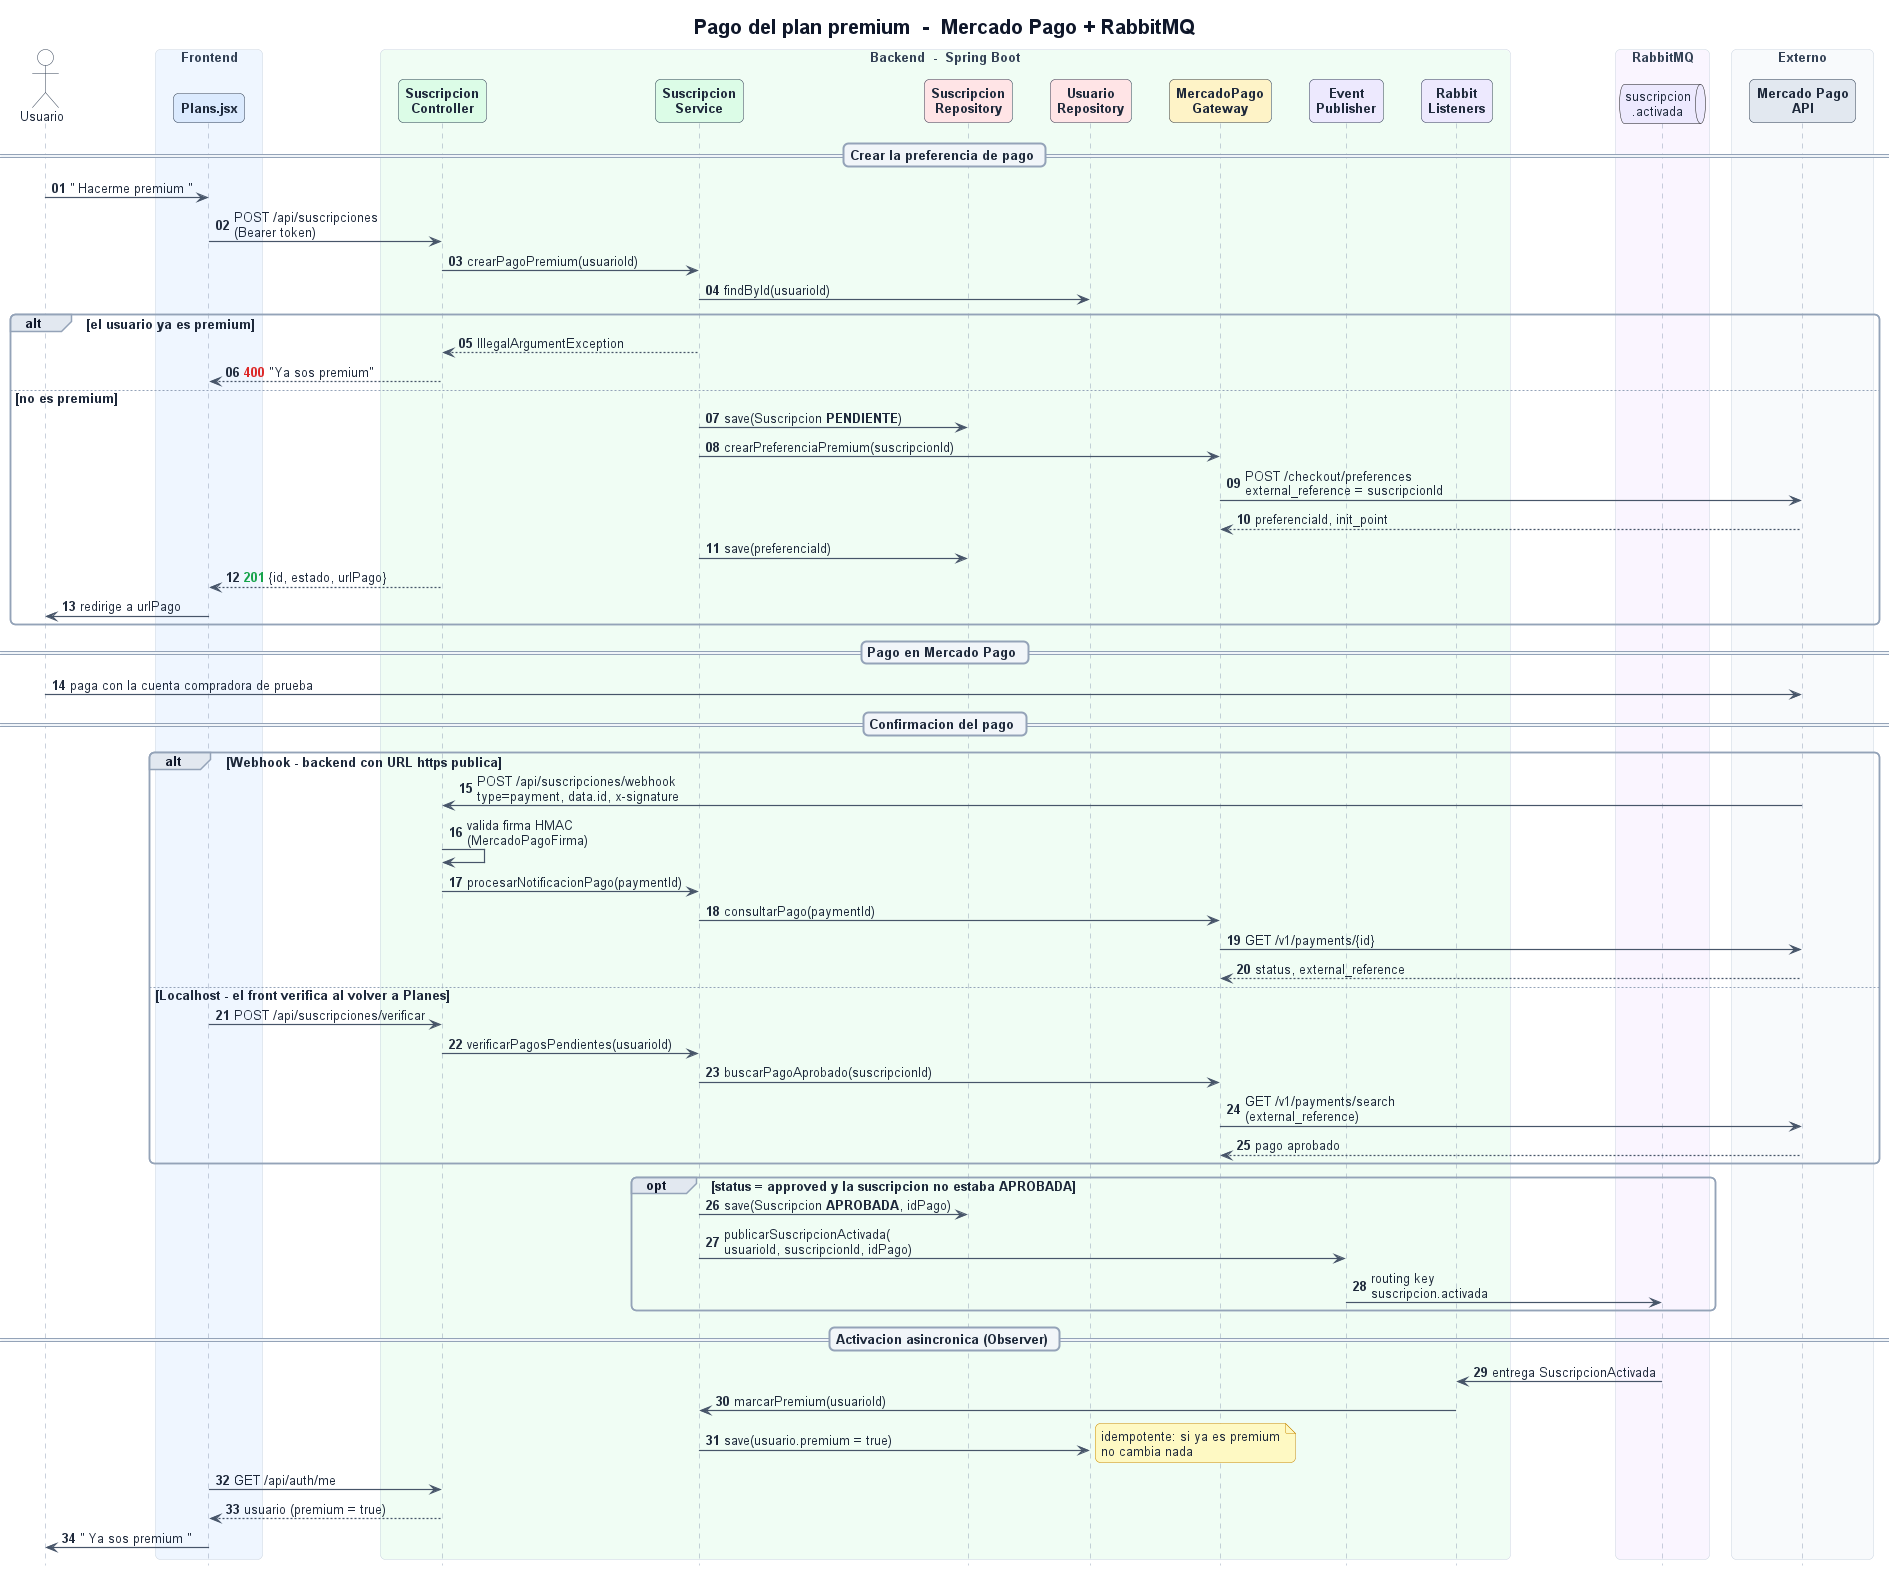 Pago del plan premium  -  Mercado Pago + RabbitMQ
Frontend
Backend  -  Spring Boot
RabbitMQ
Externo
Usuario
Plans.jsx
Suscripcion
Controller
Suscripcion
Service
Suscripcion
Repository
Usuario
Repository
MercadoPago
Gateway
Event
Publisher
Rabbit
Listeners
suscripcion
.activada
Mercado Pago
API
Crear la preferencia de pago
01 " Hacerme premium "
02 POST /api/suscripciones
(Bearer token)
03 crearPagoPremium(usuarioId)
04 findById(usuarioId)
alt [el usuario ya es premium]
05 IllegalArgumentException
06 400 "Ya sos premium"
[no es premium]
07 save(Suscripcion PENDIENTE)
08 crearPreferenciaPremium(suscripcionId)
09 POST /checkout/preferences
external_reference = suscripcionId
10 preferenciaId, init_point
11 save(preferenciaId)
12 201 {id, estado, urlPago}
13 redirige a urlPago
Pago en Mercado Pago
14 paga con la cuenta compradora de prueba
Confirmacion del pago
alt [Webhook - backend con URL https publica]
15 POST /api/suscripciones/webhook
type=payment, data.id, x-signature
16 valida firma HMAC
(MercadoPagoFirma)
17 procesarNotificacionPago(paymentId)
18 consultarPago(paymentId)
19 GET /v1/payments/{id}
20 status, external_reference
[Localhost - el front verifica al volver a Planes]
21 POST /api/suscripciones/verificar
22 verificarPagosPendientes(usuarioId)
23 buscarPagoAprobado(suscripcionId)
24 GET /v1/payments/search
(external_reference)
25 pago aprobado
opt [status = approved y la suscripcion no estaba APROBADA]
26 save(Suscripcion APROBADA, idPago)
27 publicarSuscripcionActivada(
usuarioId, suscripcionId, idPago)
28 routing key
suscripcion.activada
Activacion asincronica (Observer)
29 entrega SuscripcionActivada
30 marcarPremium(usuarioId)
31 save(usuario.premium = true)
idempotente: si ya es premium
no cambia nada
32 GET /api/auth/me
33 usuario (premium = true)
34 " Ya sos premium "